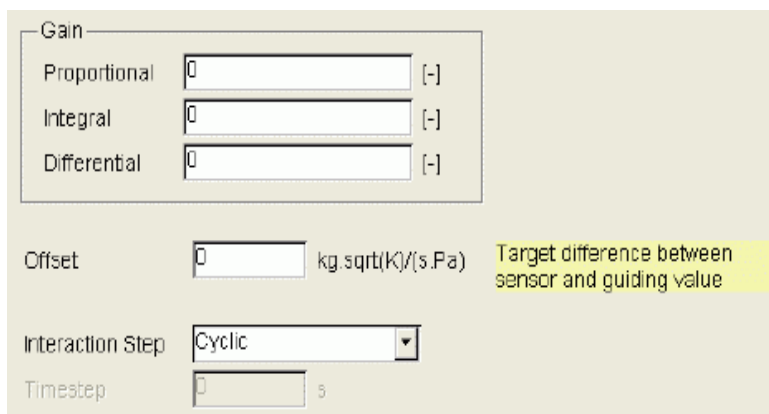 Gain
Proportional 0 [-]
Integral 0 [-]
Differential 0 [-]
Offset 0 kg.sqrt(K)/(s.Pa) Target difference between
sensor and guiding value
Interaction Step Cyclic
Timestep 0 s